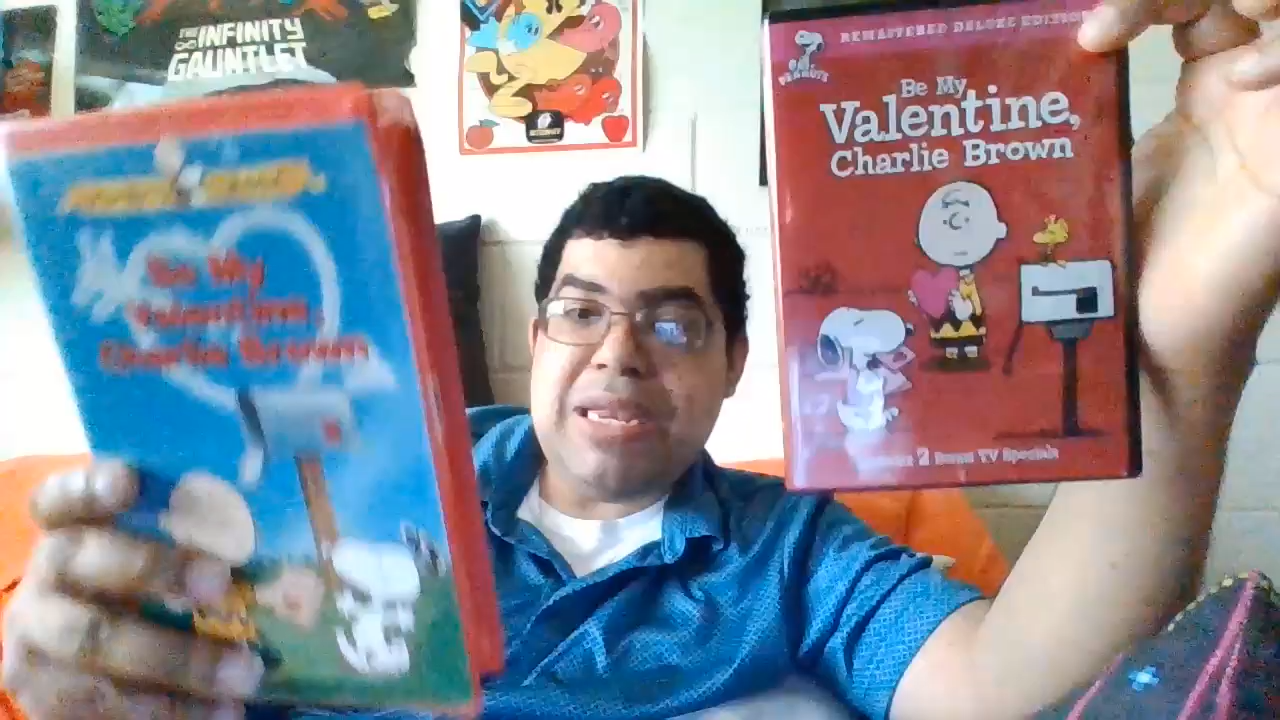 THE INFINITY
GAUNTLET
Be My
Valentine,
Charlie Brown
REMASTERED DELUXE EDITION
PEANUTS
Be My
Valentine,
Charlie Brown
2 Bonus TV Specials